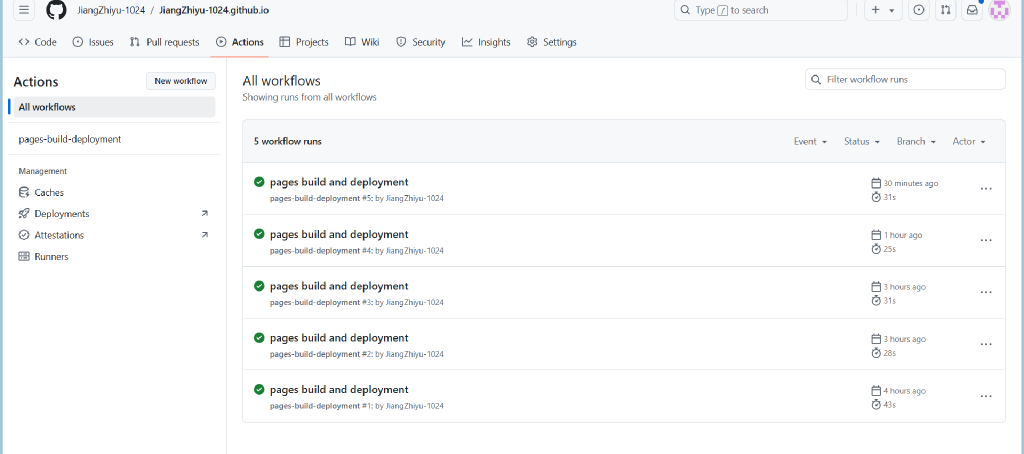 JiangZhiyu-1024 / JiangZhiyu-1024.github.io
Type / to search
Code Issues Pull requests Actions Projects Wiki Security Insights Settings
Actions
New workflow
All workflows
pages-build-deployment
Management
Caches
Deployments
Attestations
Runners
All workflows
Showing runs from all workflows
Filter workflow runs
5 workflow runs
Event Status Branch Actor
pages build and deployment
pages-build-deployment #5: by JiangZhiyu-1024
30 minutes ago
31s
pages build and deployment
pages-build-deployment #4: by JiangZhiyu-1024
1 hour ago
25s
pages build and deployment
pages-build-deployment #3: by JiangZhiyu-1024
3 hours ago
31s
pages build and deployment
pages-build-deployment #2: by JiangZhiyu-1024
3 hours ago
28s
pages build and deployment
pages-build-deployment #1: by JiangZhiyu-1024
4 hours ago
43s